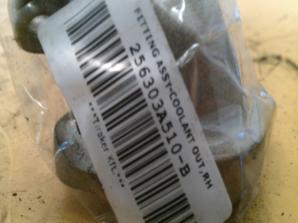 FITTING ASSY-COOLANT OUT,RH
256303A510-B